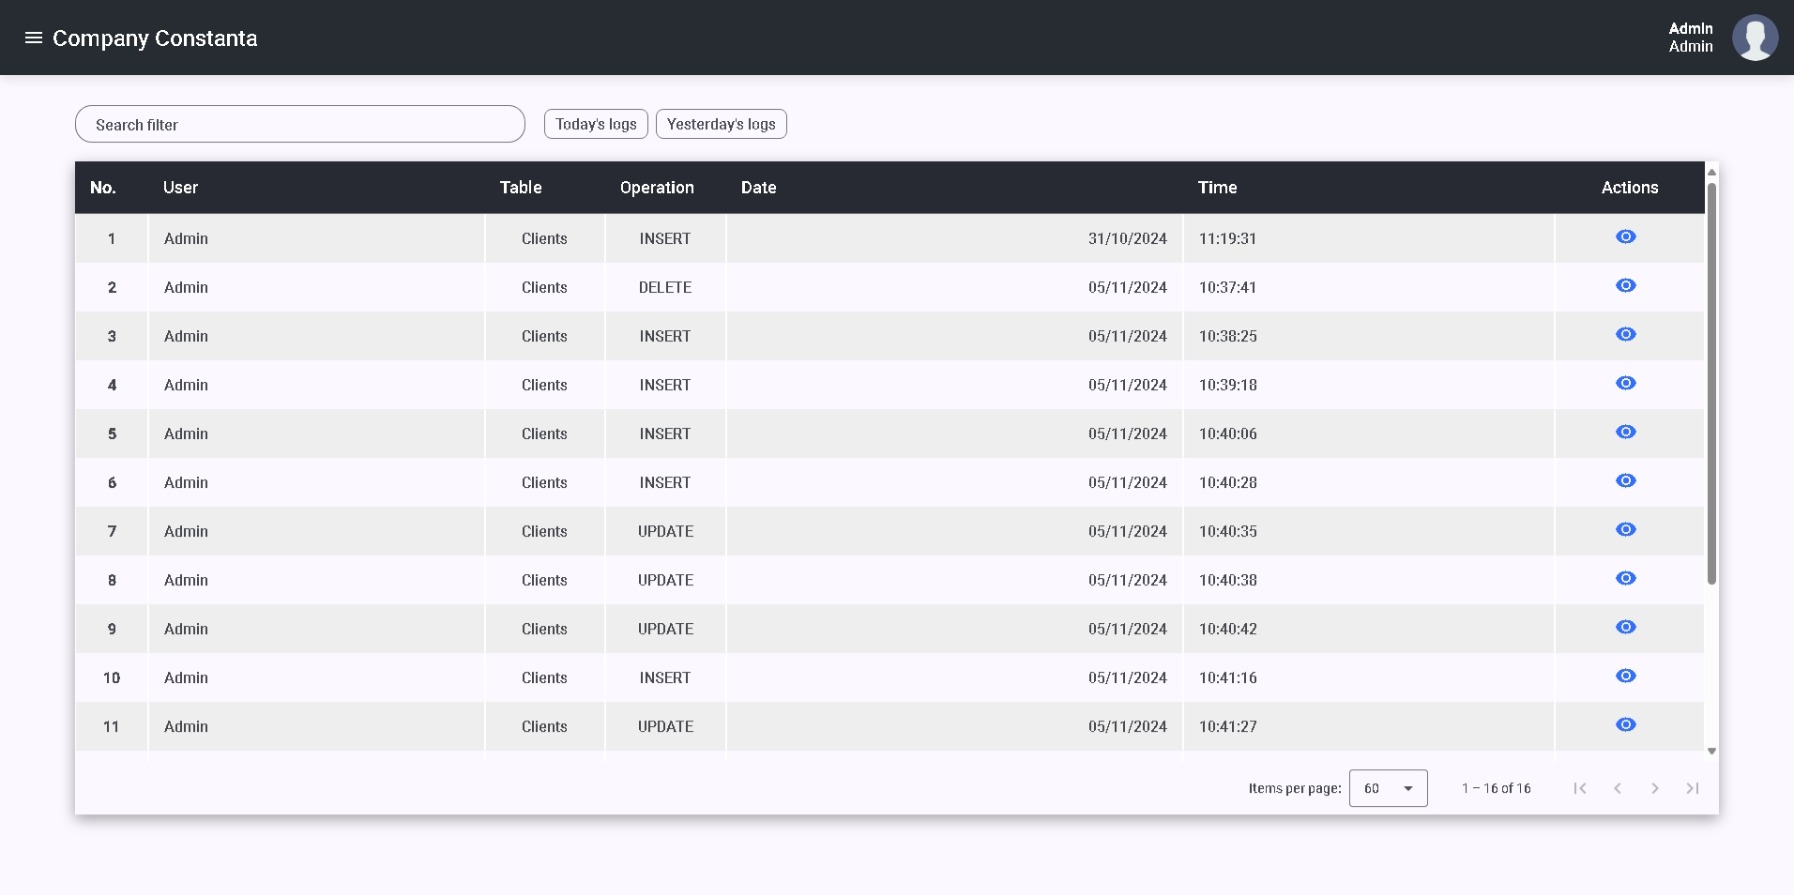 Company Constanta
Admin
Admin
Search filter
Today's logs Yesterday's logs
No. User Table Operation Date Time Actions
1 Admin Clients INSERT 31/10/2024 11:19:31
2 Admin Clients DELETE 05/11/2024 10:37:41
3 Admin Clients INSERT 05/11/2024 10:38:25
4 Admin Clients INSERT 05/11/2024 10:39:18
5 Admin Clients INSERT 05/11/2024 10:40:06
6 Admin Clients INSERT 05/11/2024 10:40:28
7 Admin Clients UPDATE 05/11/2024 10:40:35
8 Admin Clients UPDATE 05/11/2024 10:40:38
9 Admin Clients UPDATE 05/11/2024 10:40:42
10 Admin Clients INSERT 05/11/2024 10:41:16
11 Admin Clients UPDATE 05/11/2024 10:41:27
Items per page: 60 1 – 16 of 16